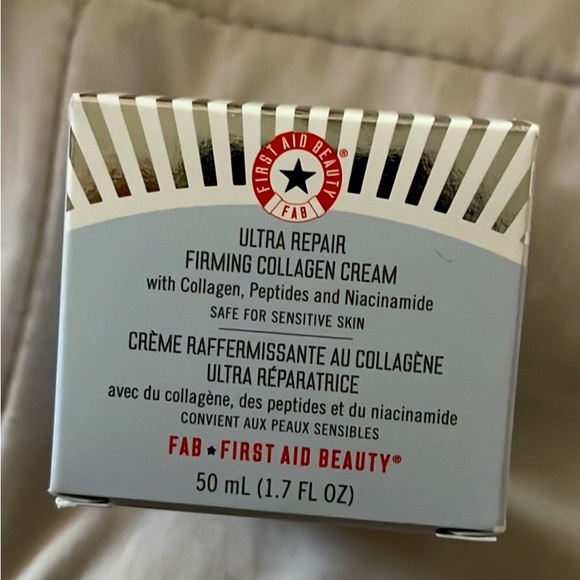 FIRST AID BEAUTY®
FAB
ULTRA REPAIR
FIRMING COLLAGEN CREAM
with Collagen, Peptides and Niacinamide
SAFE FOR SENSITIVE SKIN
CRÈME RAFFERMISSANTE AU COLLAGÈNE
ULTRA RÉPARATRICE
avec du collagène, des peptides et du niacinamide
CONVIENT AUX PEAUX SENSIBLES
FAB★FIRST AID BEAUTY®
50 mL (1.7 FL OZ)